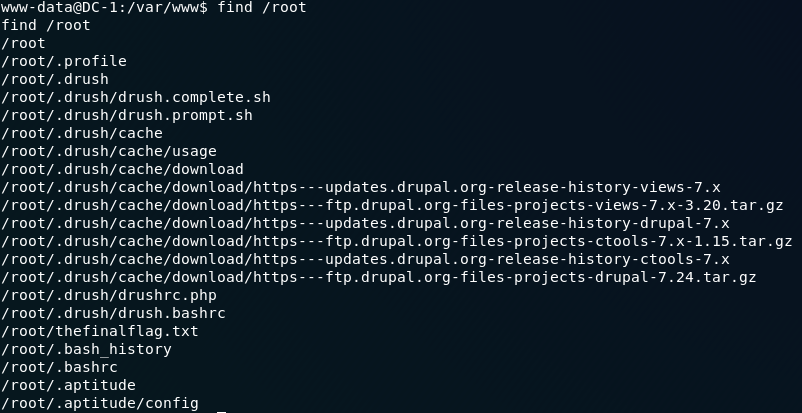 www-data@DC-1:/var/www$ find /root
find /root
/root
/root/.profile
/root/.drush
/root/.drush/drush.complete.sh
/root/.drush/drush.prompt.sh
/root/.drush/cache
/root/.drush/cache/usage
/root/.drush/cache/download
/root/.drush/cache/download/https---updates.drupal.org-release-history-views-7.x
/root/.drush/cache/download/https---ftp.drupal.org-files-projects-views-7.x-3.20.tar.gz
/root/.drush/cache/download/https---updates.drupal.org-release-history-drupal-7.x
/root/.drush/cache/download/https---ftp.drupal.org-files-projects-ctools-7.x-1.15.tar.gz
/root/.drush/cache/download/https---updates.drupal.org-release-history-ctools-7.x
/root/.drush/cache/download/https---ftp.drupal.org-files-projects-drupal-7.24.tar.gz
/root/.drush/drushrc.php
/root/.drush/drush.bashrc
/root/thefinalflag.txt
/root/.bash_history
/root/.bashrc
/root/.aptitude
/root/.aptitude/config